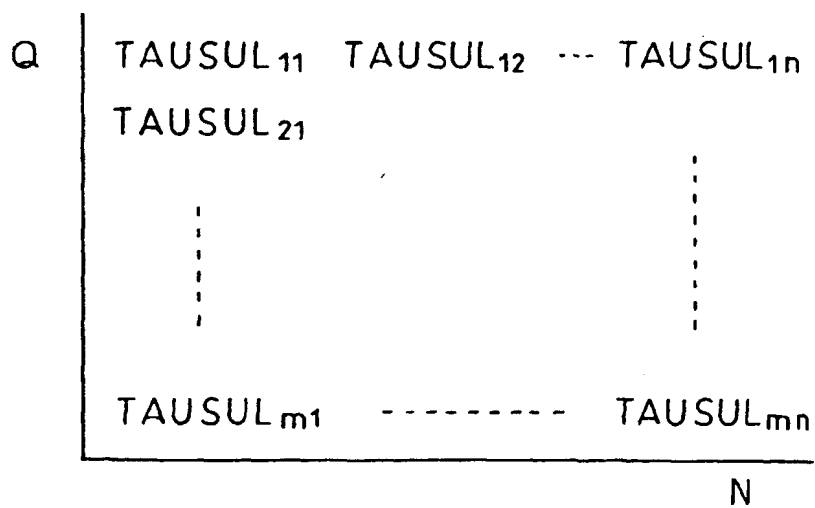 Q TAUSUL11 TAUSUL12 --- TAUSUL1n
TAUSUL21
TAUSULm1 --------- TAUSULmn
N